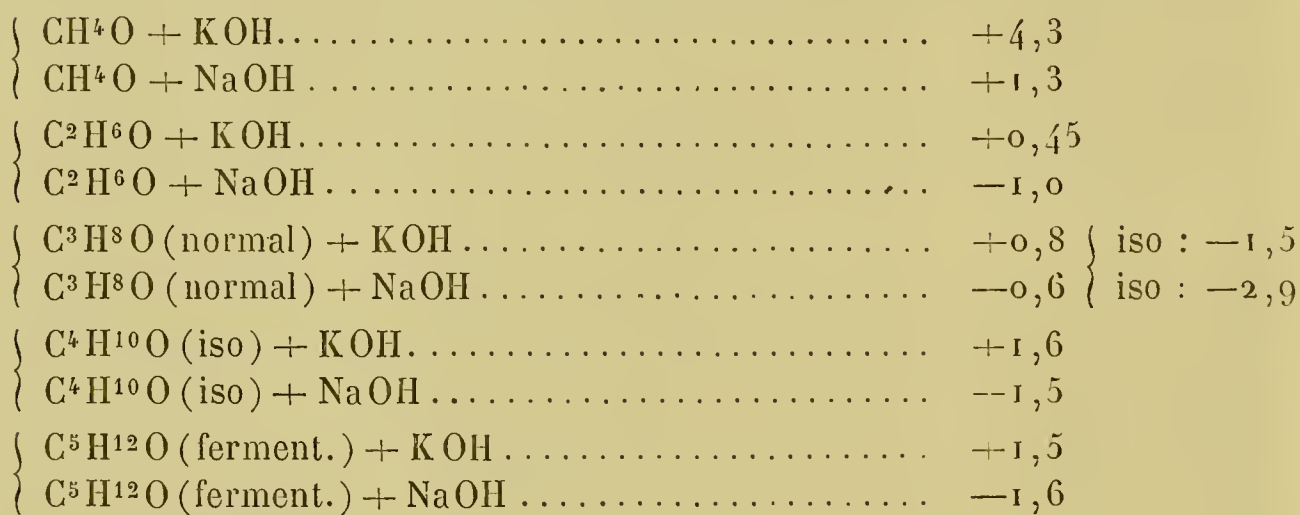 CH⁴O + KOH........................................ +4,3
CH⁴O + NaOH ........................................ +1,3
C²H⁶O + KOH........................................ +0,45
C²H⁶O + NaOH ........................................ −1,0
C³H⁸O (normal) + KOH ............................ +0,8 iso : −1,5
C³H⁸O (normal) + NaOH ............................ −0,6 iso : −2,9
C⁴H¹⁰O (iso) + KOH................................ +1,6
C⁴H¹⁰O (iso) + NaOH ................................ −1,5
C⁵H¹²O (ferment.) + KOH .......................... +1,5
C⁵H¹²O (ferment.) + NaOH .......................... −1,6